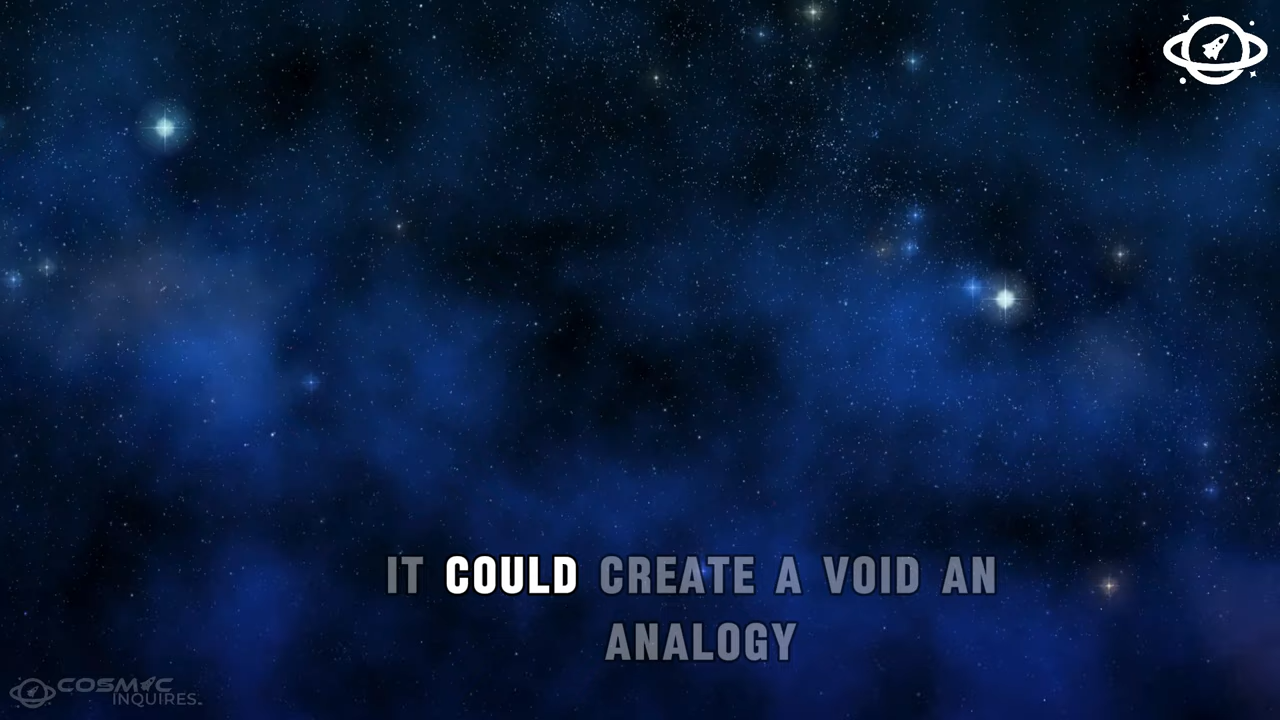 IT COULD CREATE A VOID AN
ANALOGY
COSMIC
INQUIRES